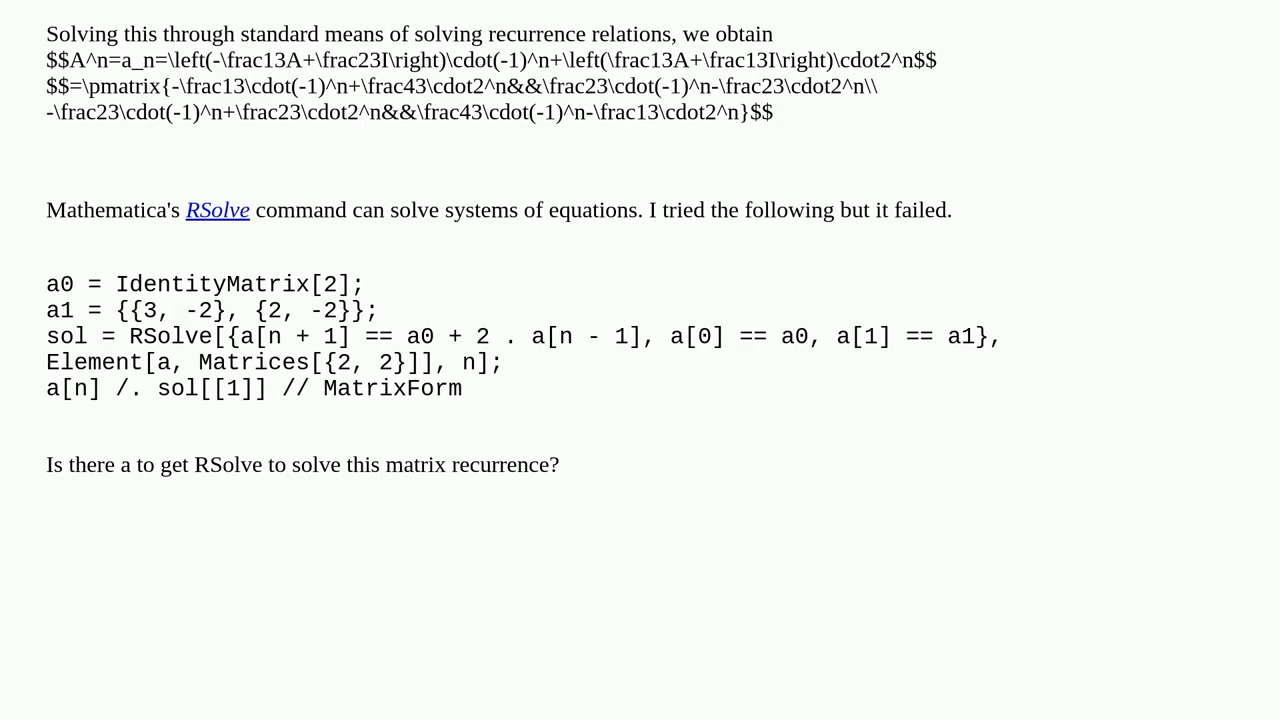 Solving this through standard means of solving recurrence relations, we obtain
$$A^n=a_n=\left(-\frac13A+\frac23I\right)\cdot(-1)^n+\left(\frac13A+\frac13I\right)\cdot2^n$$
$$=\pmatrix{-\frac13\cdot(-1)^n+\frac43\cdot2^n&&\frac23\cdot(-1)^n-\frac23\cdot2^n\\
-\frac23\cdot(-1)^n+\frac23\cdot2^n&&\frac43\cdot(-1)^n-\frac13\cdot2^n}$$
Mathematica's RSolve command can solve systems of equations. I tried the following but it failed.
a0 = IdentityMatrix[2];
a1 = {{3, -2}, {2, -2}};
sol = RSolve[{a[n + 1] == a0 + 2 . a[n - 1], a[0] == a0, a[1] == a1},
Element[a, Matrices[{2, 2}]], n];
a[n] /. sol[[1]] // MatrixForm
Is there a to get RSolve to solve this matrix recurrence?